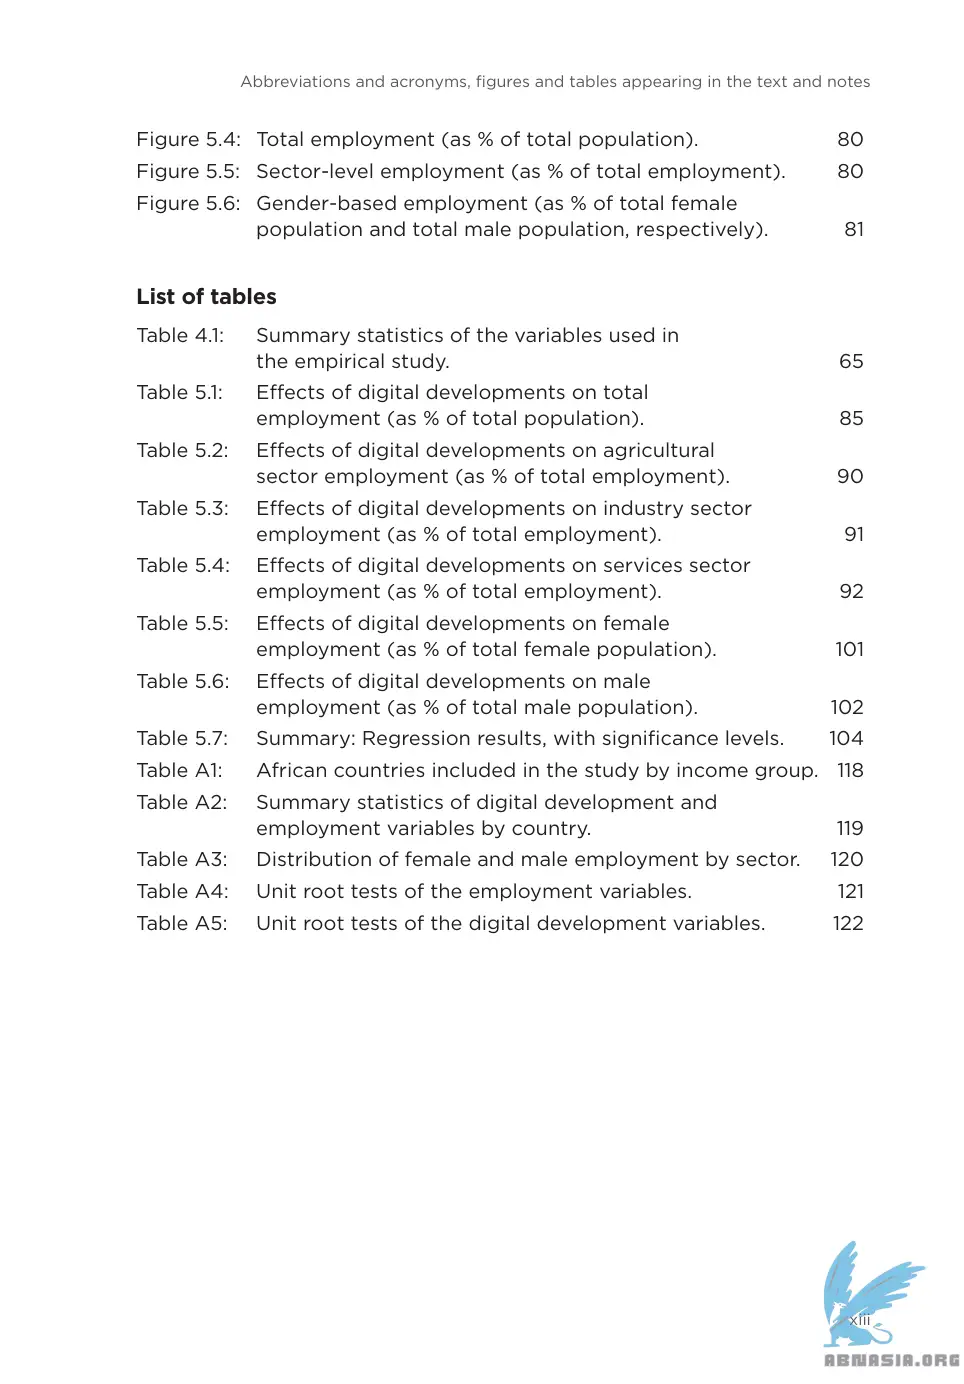 Abbreviations and acronyms, figures and tables appearing in the text and notes
Figure 5.4: Total employment (as % of total population). 80
Figure 5.5: Sector-level employment (as % of total employment). 80
Figure 5.6: Gender-based employment (as % of total female
population and total male population, respectively). 81
List of tables
Table 4.1: Summary statistics of the variables used in
the empirical study. 65
Table 5.1: Effects of digital developments on total
employment (as % of total population). 85
Table 5.2: Effects of digital developments on agricultural
sector employment (as % of total employment). 90
Table 5.3: Effects of digital developments on industry sector
employment (as % of total employment). 91
Table 5.4: Effects of digital developments on services sector
employment (as % of total employment). 92
Table 5.5: Effects of digital developments on female
employment (as % of total female population). 101
Table 5.6: Effects of digital developments on male
employment (as % of total male population). 102
Table 5.7: Summary: Regression results, with significance levels. 104
Table A1: African countries included in the study by income group. 118
Table A2: Summary statistics of digital development and
employment variables by country. 119
Table A3: Distribution of female and male employment by sector. 120
Table A4: Unit root tests of the employment variables. 121
Table A5: Unit root tests of the digital development variables. 122
xiii
ABNASIA.ORG